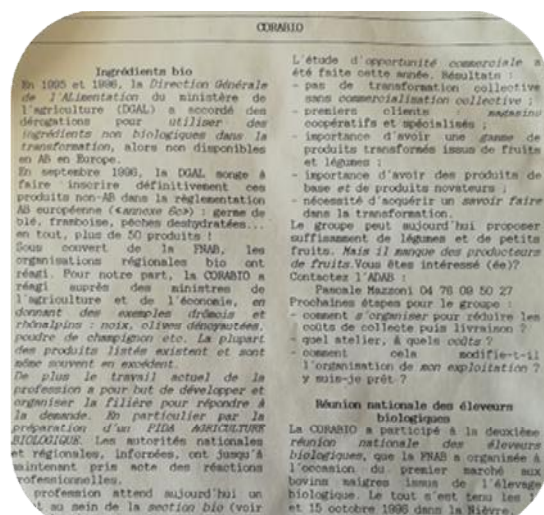 CORABIO
Ingrédients bio
En 1995 et 1996, la Direction Générale
de l'ALimentation du ministère de
l'agriculture (DGAL) a accordé des
dérogations pour utiliser des
ingrédients non biologiques dans la
transformation, alors non disponibles
en AB en Europe.
En septembre 1996, la DGAL songe à
faire inscrire définitivement ces
produits non-AB dans la règlementation
AB européenne (<annexe 6c>) : germe de
blé, framboise, pêches deshydratées...
en tout, plus de 50 produits !
Sous couvert de la FNAB, les
organisations régionales bio ont
réagi. Pour notre part, la CORABIO a
réagi auprès des ministres de
l'agriculture et de l'économie, en
donnant des exemples drômois et
rhônalpins : noix, olives dénoyautées,
poudre de champignon etc. La plupart
des produits listés existent et sont
même souvent en excédent.
De plus le travail actuel de la
profession a pour but de développer et
organiser la filière pour répondre à
la demande. En particulier par la
préparation d'un PIDA AGRICULTURE
BIOLOGIQUE. Les autorités nationales
et régionales, informées, ont jusqu'à
maintenant pris acte des réactions
professionnelles.
profession attend aujourd'hui un
au sein de la section bio (voir
L'étude d'opportunité commerciale a
été faite cette année. Résultain :
- pas de transformation collective
sans commercialisation collective ;
- premiers clients magasins
coopératifs et spécialisés ;
- importance d'avoir une gamme de
produits transformés issus de fruits
et légumes ;
- importance d'avoir des produits de
base et de produits novateurs ;
- nécessité d'acquérir un savoir faire
dans la transformation.
Le groupe peut aujourd'hui proposer
suffisamment de légumes et de petits
fruits. Mais il manque des producteurs
de fruits.Vous êtes intéressé (ée)?
Contactez l'ADAB :
Pascale Mazzoni 04 76 09 50 27
Prochaines étapes pour le groupe :
- comment s'organiser pour réduire les
coûts de collecte puis livraison ?
- quel atelier, à quels coûts ?
- comment cela modifie-t-il
l'organisation de mon exploitation ?
y suis-je prêt ?
Réunion nationale des éleveurs
biologiques
La CORABIO a participé à la deuxième
réunion nationale des éleveurs
biologiques, que la FNAB a organisée à
l'occasion du premier marché aux
bovins maigres issus de l'élevage
biologique. Le tout s'est tenu les
et 15 octobre 1996 dans la Nièvre.